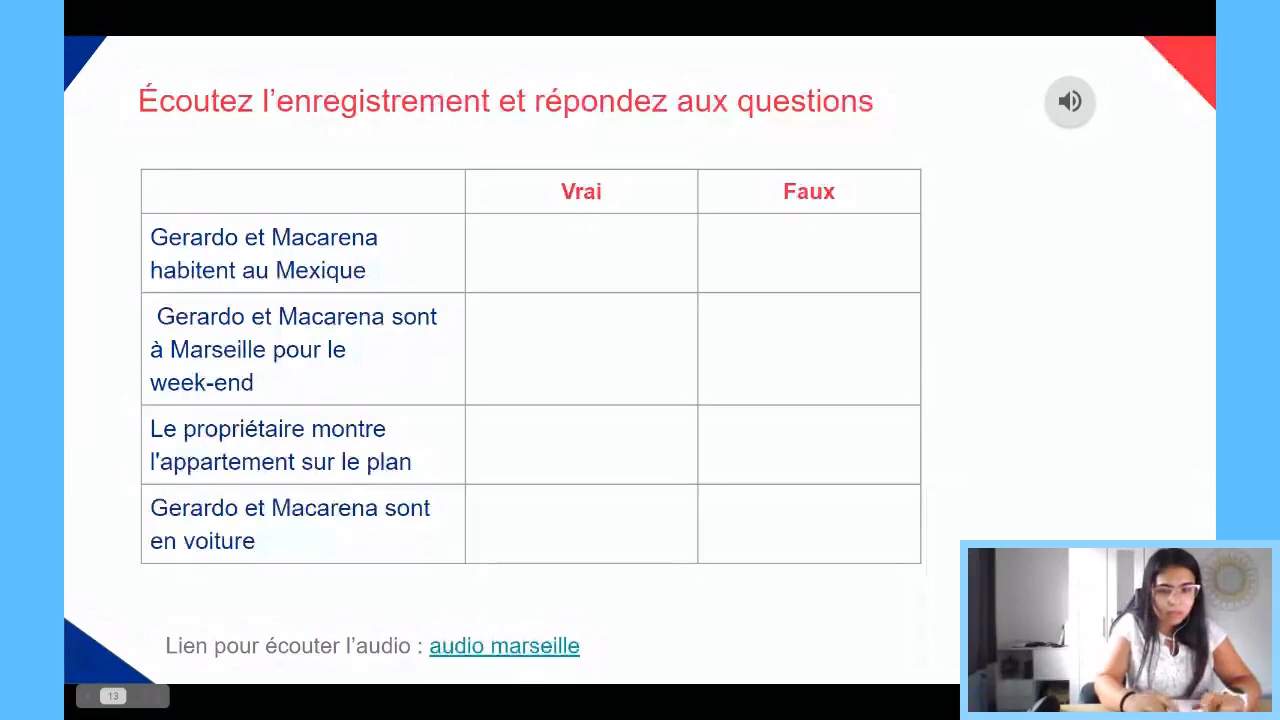 Écoutez l’enregistrement et répondez aux questions
Vrai
Faux
Gerardo et Macarena
habitent au Mexique
Gerardo et Macarena sont
à Marseille pour le
week-end
Le propriétaire montre
l'appartement sur le plan
Gerardo et Macarena sont
en voiture
Lien pour écouter l’audio : audio marseille
13